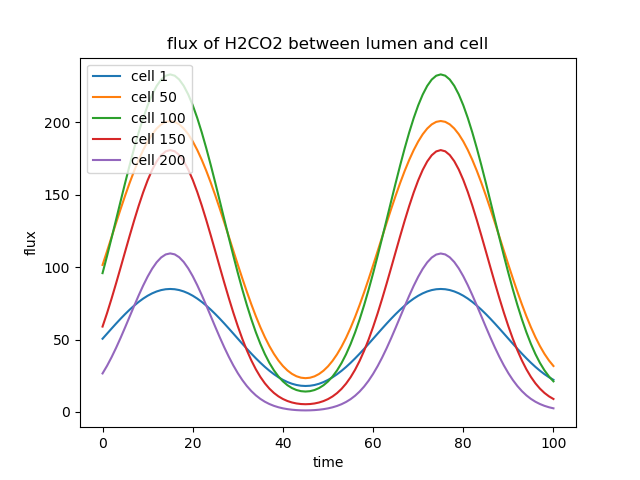 flux of H2CO2 between lumen and cell
cell 1
cell 50
cell 100
cell 150
cell 200
200
150
100
50
0
flux
0 20 40 60 80 100
time